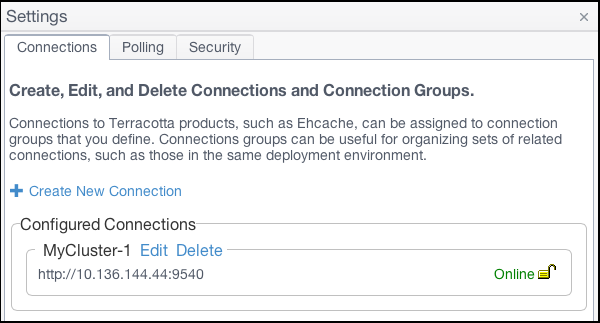 Settings
Connections Polling Security
Create, Edit, and Delete Connections and Connection Groups.
Connections to Terracotta products, such as Ehcache, can be assigned to connection
groups that you define. Connections groups can be useful for organizing sets of related
connections, such as those in the same deployment environment.
Create New Connection
Configured Connections
MyCluster-1 Edit Delete
http://10.136.144.44:9540 Online